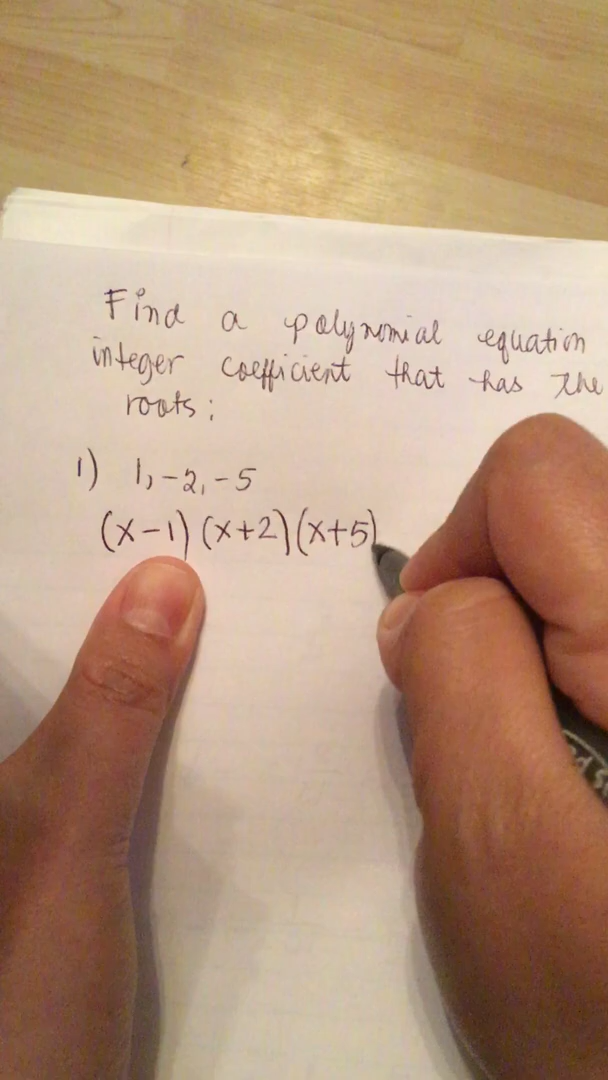 Find a polynomial equation
integer coefficient that has the
roots:
1) 1, -2, -5
(x-1) (x+2) (x+5)